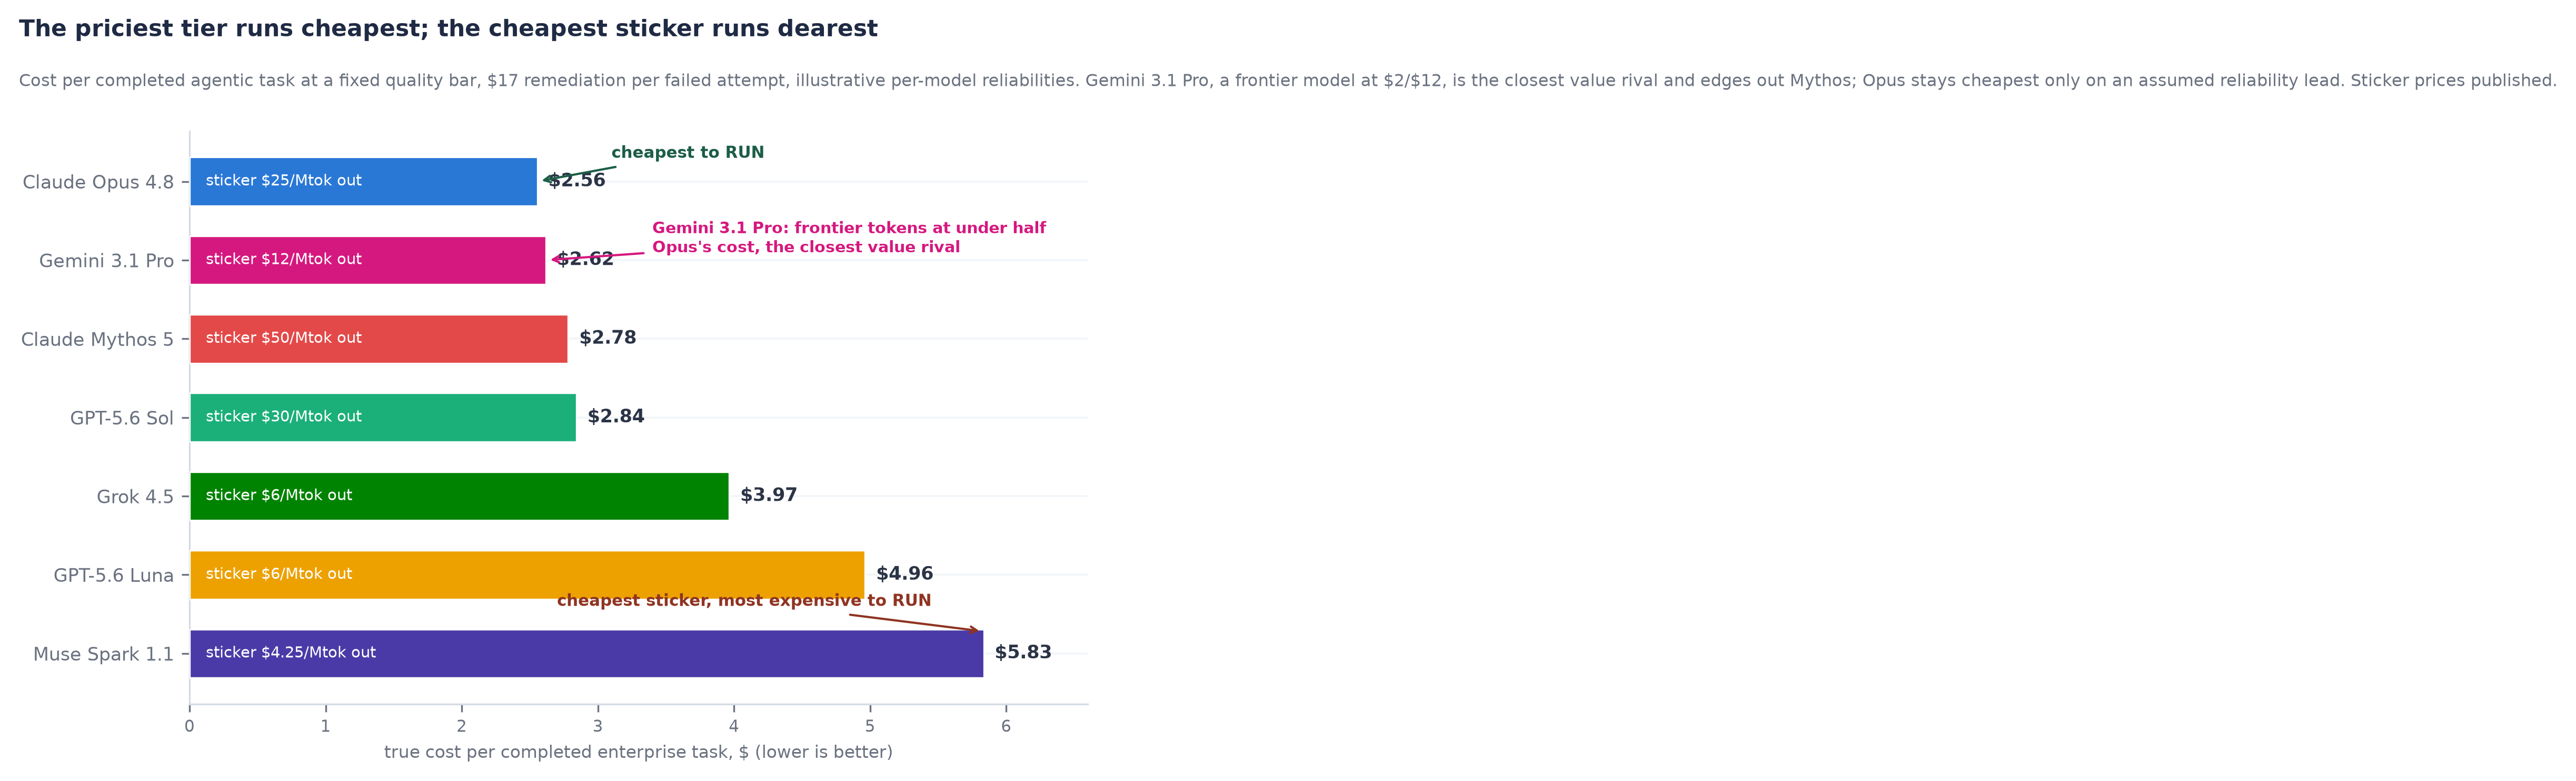 The priciest tier runs cheapest; the cheapest sticker runs dearest
Cost per completed agentic task at a fixed quality bar, $17 remediation per failed attempt, illustrative per-model reliabilities. Gemini 3.1 Pro, a frontier model at $2/$12, is the closest value rival and edges out Mythos; Opus stays cheapest only on an assumed reliability lead. Sticker prices published.
cheapest to RUN
Claude Opus 4.8
sticker $25/Mtok out
$2.56
Gemini 3.1 Pro: frontier tokens at under half
Opus's cost, the closest value rival
Gemini 3.1 Pro
sticker $12/Mtok out
$2.62
Claude Mythos 5
sticker $50/Mtok out
$2.78
GPT-5.6 Sol
sticker $30/Mtok out
$2.84
Grok 4.5
sticker $6/Mtok out
$3.97
GPT-5.6 Luna
sticker $6/Mtok out
$4.96
cheapest sticker, most expensive to RUN
Muse Spark 1.1
sticker $4.25/Mtok out
$5.83
0 1 2 3 4 5 6
true cost per completed enterprise task, $ (lower is better)